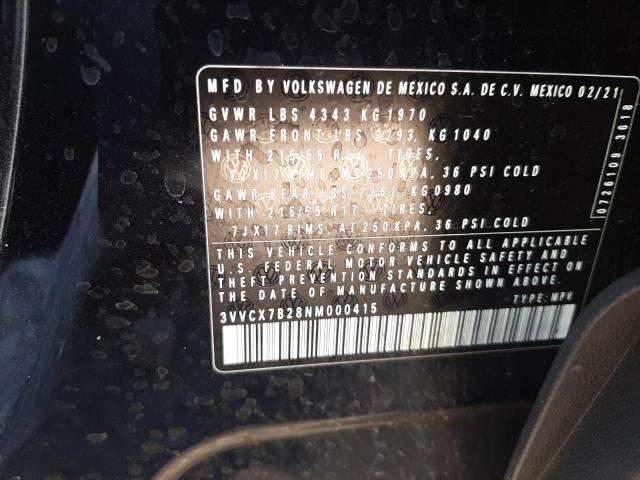 MFD BY VOLKSWAGEN DE MEXICO S.A. DE C.V. MEXICO 02/21
GVWR LBS 4343 KG 1970
GAWR FRONT LBS 2293, KG 1040
WITH 215/55 R17 TIRES,
7JX17 RIMS, AT 250 KPA, 36 PSI COLD
GAWR REAR LBS 2161, KG 0980
WITH 215/55 R17 TIRES,
7JX17 RIMS, AT 250 KPA, 36 PSI COLD
THIS VEHICLE CONFORMS TO ALL APPLICABLE
U.S. FEDERAL MOTOR VEHICLE SAFETY AND
THEFT PREVENTION STANDARDS IN EFFECT ON
THE DATE OF MANUFACTURE SHOWN ABOVE.
3VVCX7B28NM000415 TYPE: MPV
0726109 3618